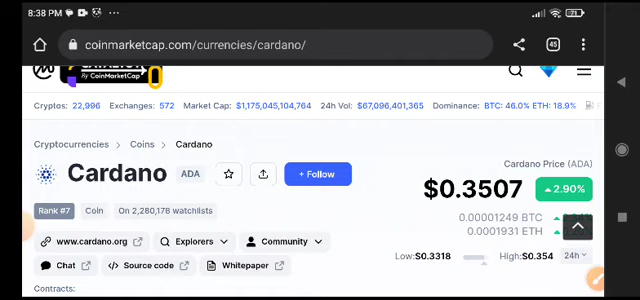 8:38 PM
71
coinmarketcap.com/currencies/cardano/
45
By CoinMarketCap
Cryptos: 22,996 Exchanges: 572 Market Cap: $1,175,045,104,764 24h Vol: $67,096,401,365 Dominance: BTC: 46.0% ETH: 18.9%
Cryptocurrencies > Coins > Cardano
Cardano Price (ADA)
Cardano ADA + Follow
$0.3507 2.90%
Rank #7 Coin On 2,280,178 watchlists
0.00001249 BTC
0.0001931 ETH
www.cardano.org Explorers Community
Low: $0.3318 High: $0.354 24h
Chat Source code Whitepaper
Contracts: